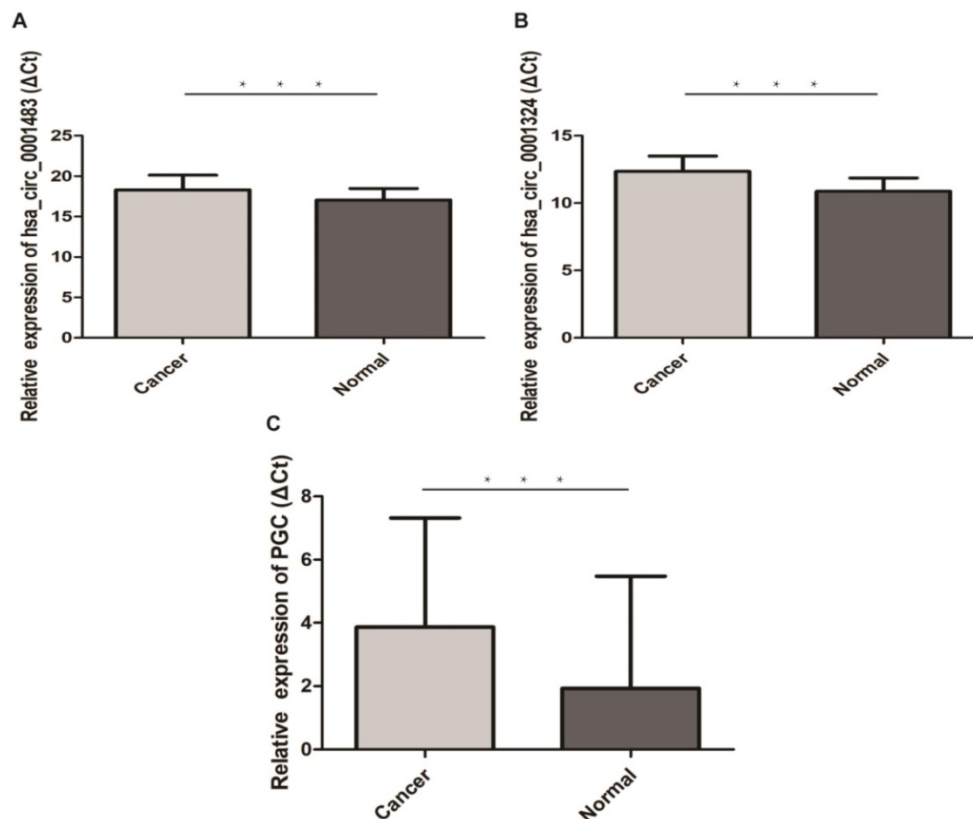 A
Relative expression of hsa_circ_0001483 (ΔCt)
* * *
25
20
15
10
5
0
Cancer
Normal
B
Relative expression of hsa_circ_0001324 (ΔCt)
* * *
15
10
5
0
Cancer
Normal
C
Relative expression of PGC (ΔCt)
* * *
8
6
4
2
0
Cancer
Normal